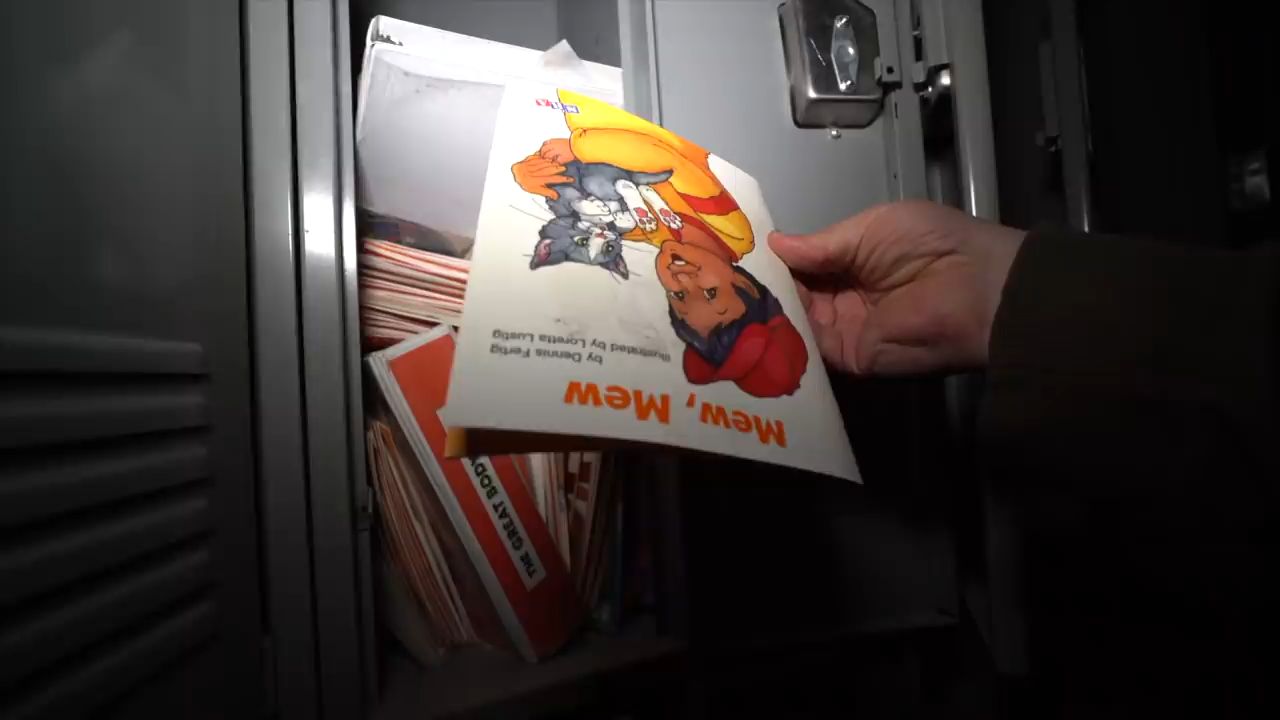 Mew, Mew
by Dennis Fertig
Illustrated by Loretta Lustig
THE GREAT BODY